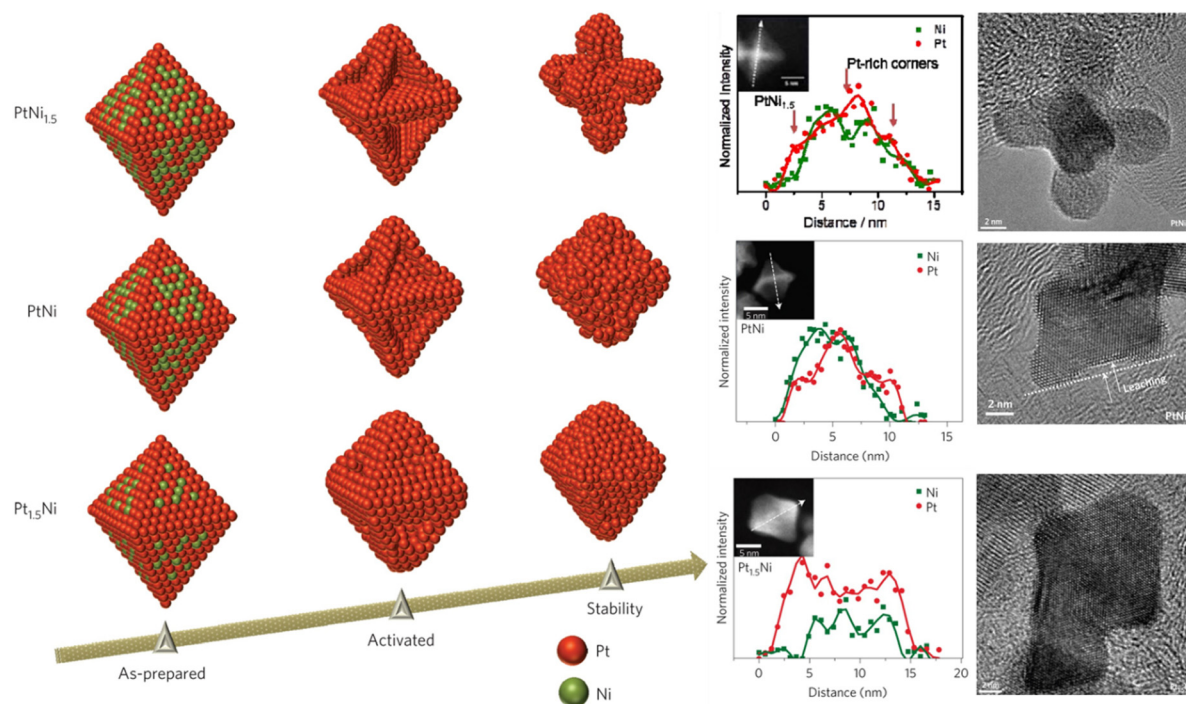 PtNi1.5
PtNi
Pt1.5Ni
As-prepared
Activated
Stability
Pt
Ni
Normalized Intensity
Ni
Pt
Pt-rich corners
5 nm
PtNi1.5
0 5 10 15
Distance / nm
2 nm
Normalized intensity
Ni
Pt
5 nm
PtNi
0 5 10 15
Distance (nm)
Leaching
2 nm
PtNi
Normalized intensity
Ni
Pt
5 nm
Pt1.5Ni
0 5 10 15 20
Distance (nm)